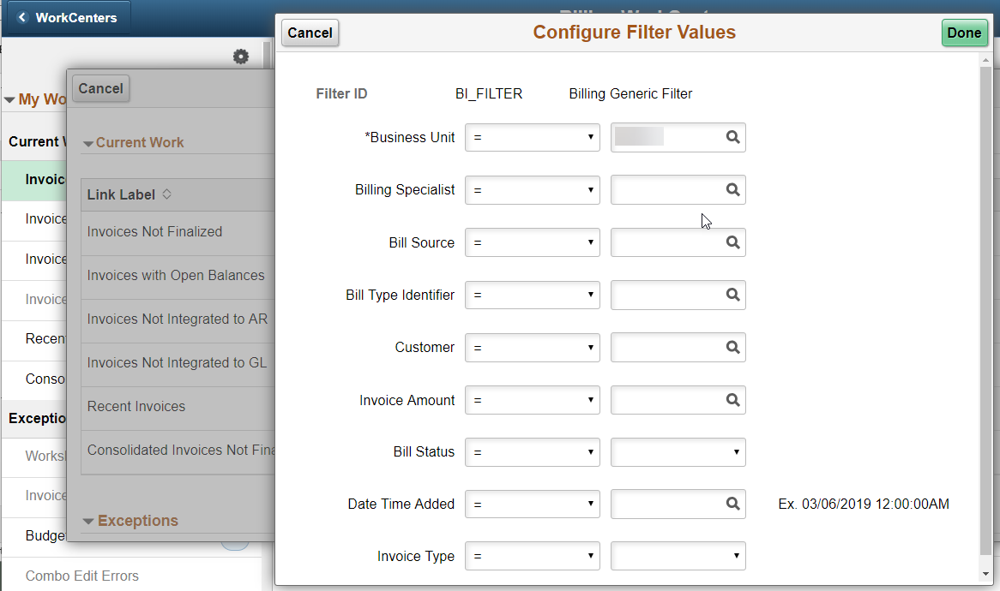 WorkCenters
Cancel
Configure Filter Values
Done
My Wo
Current
Invoic
Invoice
Invoice
Invoice
Recen
Conso
Exceptio
Works
Invoice
Budge
Combo Edit Errors
Cancel
Current Work
Link Label
Invoices Not Finalized
Invoices with Open Balances
Invoices Not Integrated to AR
Invoices Not Integrated to GL
Recent Invoices
Consolidated Invoices Not Fina
Exceptions
Filter ID BI_FILTER Billing Generic Filter
*Business Unit =
Billing Specialist =
Bill Source =
Bill Type Identifier =
Customer =
Invoice Amount =
Bill Status =
Date Time Added = Ex. 03/06/2019 12:00:00AM
Invoice Type =